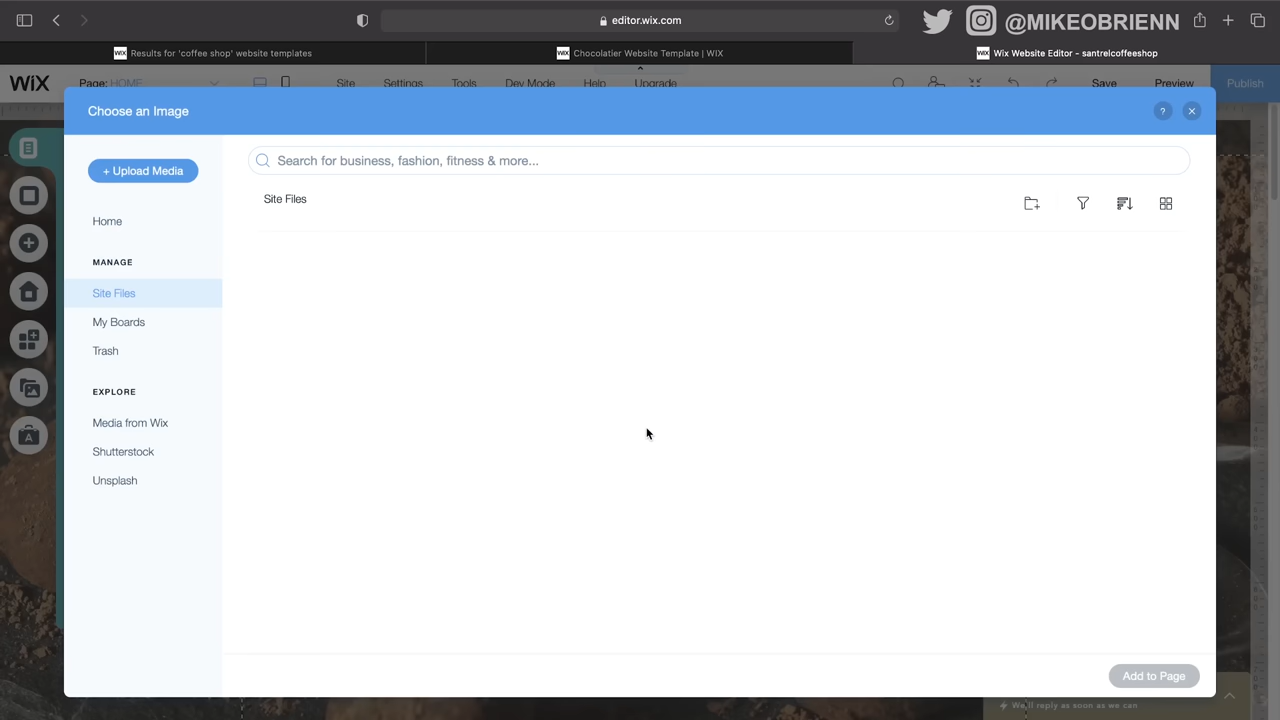 editor.wix.com
@MIKEOBRIENN
WiX Results for 'coffee shop' website templates
WiX Chocolatier Website Template | WIX
WiX Wix Website Editor - santrelcoffeeshop
WiX Page: HOME Site Settings Tools Dev Mode Help Upgrade Save Preview Publish
Choose an Image
?
+ Upload Media
Search for business, fashion, fitness & more...
Site Files
Home
MANAGE
Site Files
My Boards
Trash
EXPLORE
Media from Wix
Shutterstock
Unsplash
Add to Page
We'll reply as soon as we can